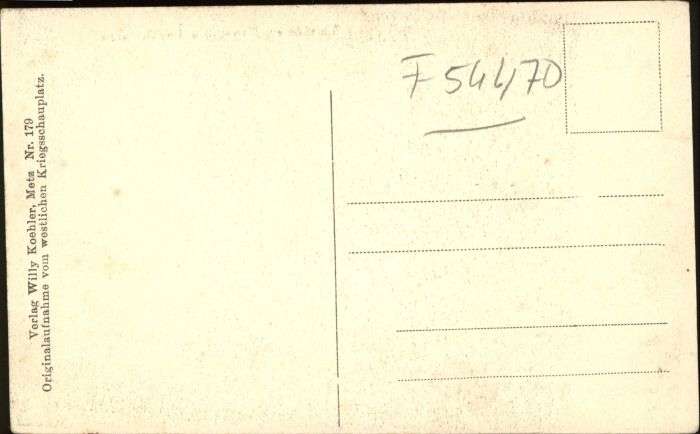 Verlag Willy Koehler, Metz Nr. 179
Originalaufnahme vom westlichen Kriegsschauplatz.
F 544/70